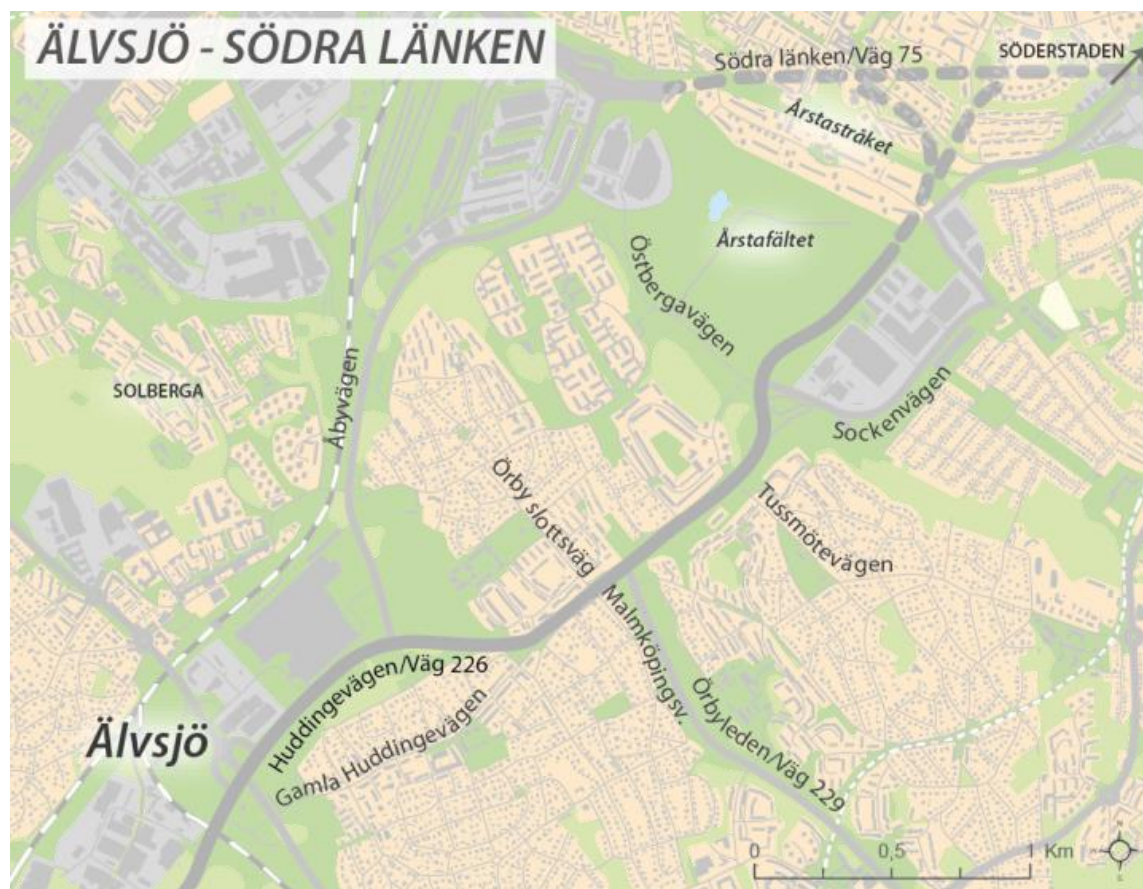 ÄLVSJÖ - SÖDRA LÄNKEN
Södra länken/Väg 75
SÖDERSTADEN
Årstastråket
Årstafältet
Östbergavägen
SOLBERGA
Åbyvägen
Sockenvägen
Örby slottsväg
Tussmötevägen
Malmköpingsv.
Huddingevägen/Väg 226
Örbyleden/Väg 229
Älvsjö
Gamla Huddingevägen
0 0,5 1 Km